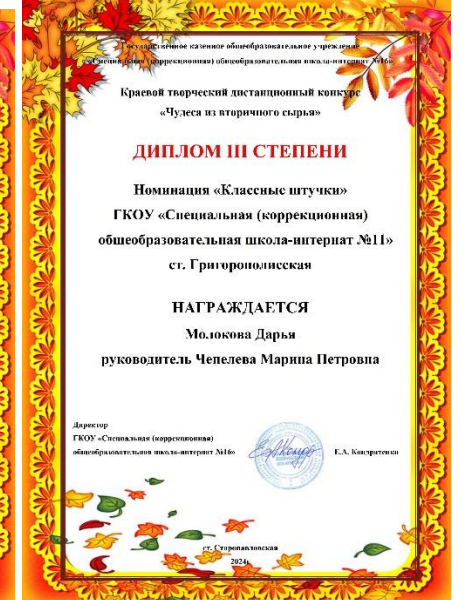 Государственное казенное общеобразовательное учреждение
«Специальная (коррекционная) общеобразовательная школа-интернат №16»
Краевой творческий дистанционный конкурс
«Чудеса из вторичного сырья»
ДИПЛОМ III СТЕПЕНИ
Номинация «Классные штучки»
ГКОУ «Специальная (коррекционная)
общеобразовательная школа-интернат №11»
ст. Григорополисская
НАГРАЖДАЕТСЯ
Молокова Дарья
руководитель Чепелева Марина Петровна
Директор
ГКОУ «Специальная (коррекционная)
общеобразовательная школа-интернат №16»
Е.А. Кондратенко
ст. Старопавловская
2024г.